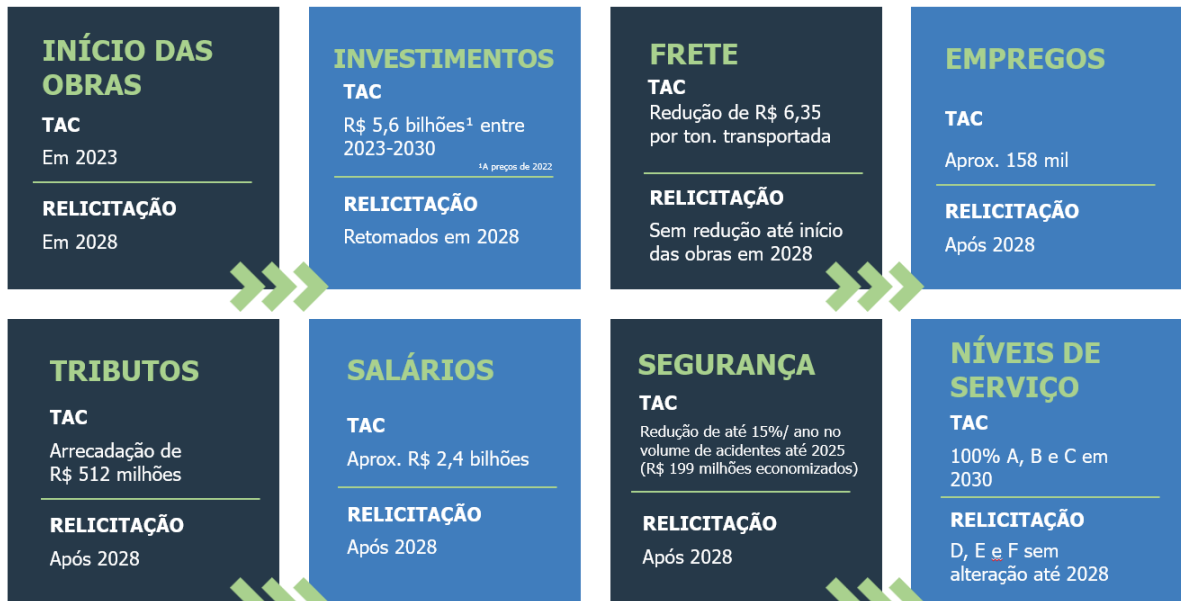 INÍCIO DAS
OBRAS
TAC
Em 2023
RELICITAÇÃO
Em 2028
INVESTIMENTOS
TAC
R$ 5,6 bilhões¹ entre
2023-2030
¹A preços de 2022
RELICITAÇÃO
Retomados em 2028
FRETE
TAC
Redução de R$ 6,35
por ton. transportada
RELICITAÇÃO
Sem redução até início
das obras em 2028
EMPREGOS
TAC
Aprox. 158 mil
RELICITAÇÃO
Após 2028
TRIBUTOS
TAC
Arrecadação de
R$ 512 milhões
RELICITAÇÃO
Após 2028
SALÁRIOS
TAC
Aprox. R$ 2,4 bilhões
RELICITAÇÃO
Após 2028
SEGURANÇA
TAC
Redução de até 15%/ ano no
volume de acidentes até 2025
(R$ 199 milhões economizados)
RELICITAÇÃO
Após 2028
NÍVEIS DE
SERVIÇO
TAC
100% A, B e C em
2030
RELICITAÇÃO
D, E e F sem
alteração até 2028